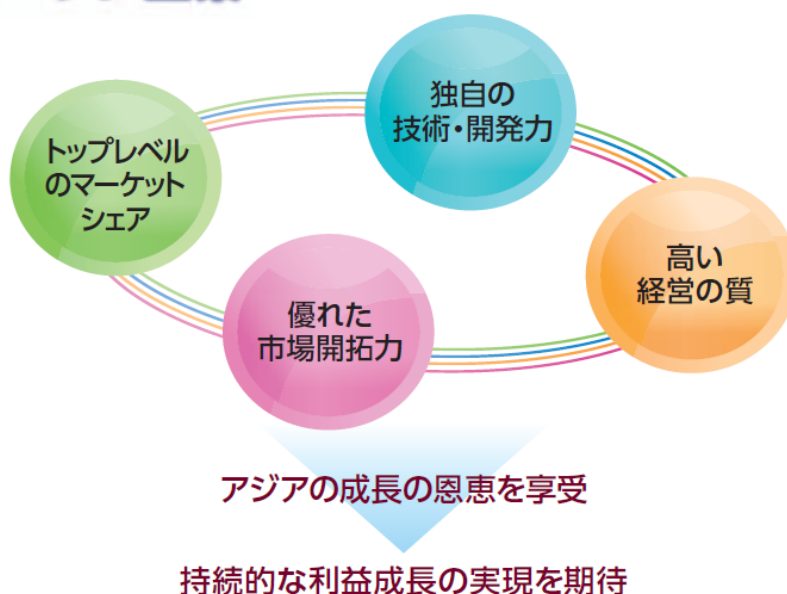 トップレベル
のマーケット
シェア
独自の
技術・開発力
高い
経営の質
優れた
市場開拓力
アジアの成長の恩恵を享受
持続的な利益成長の実現を期待